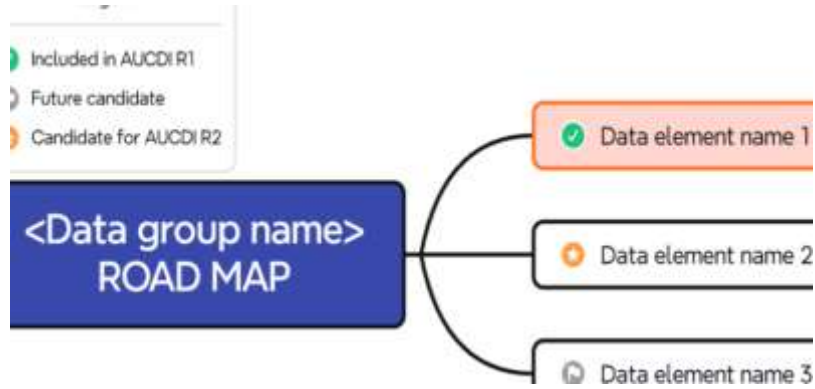 Included in AUCDI R1
Future candidate
Candidate for AUCDI R2
<Data group name>
ROAD MAP
Data element name 1
Data element name 2
Data element name 3